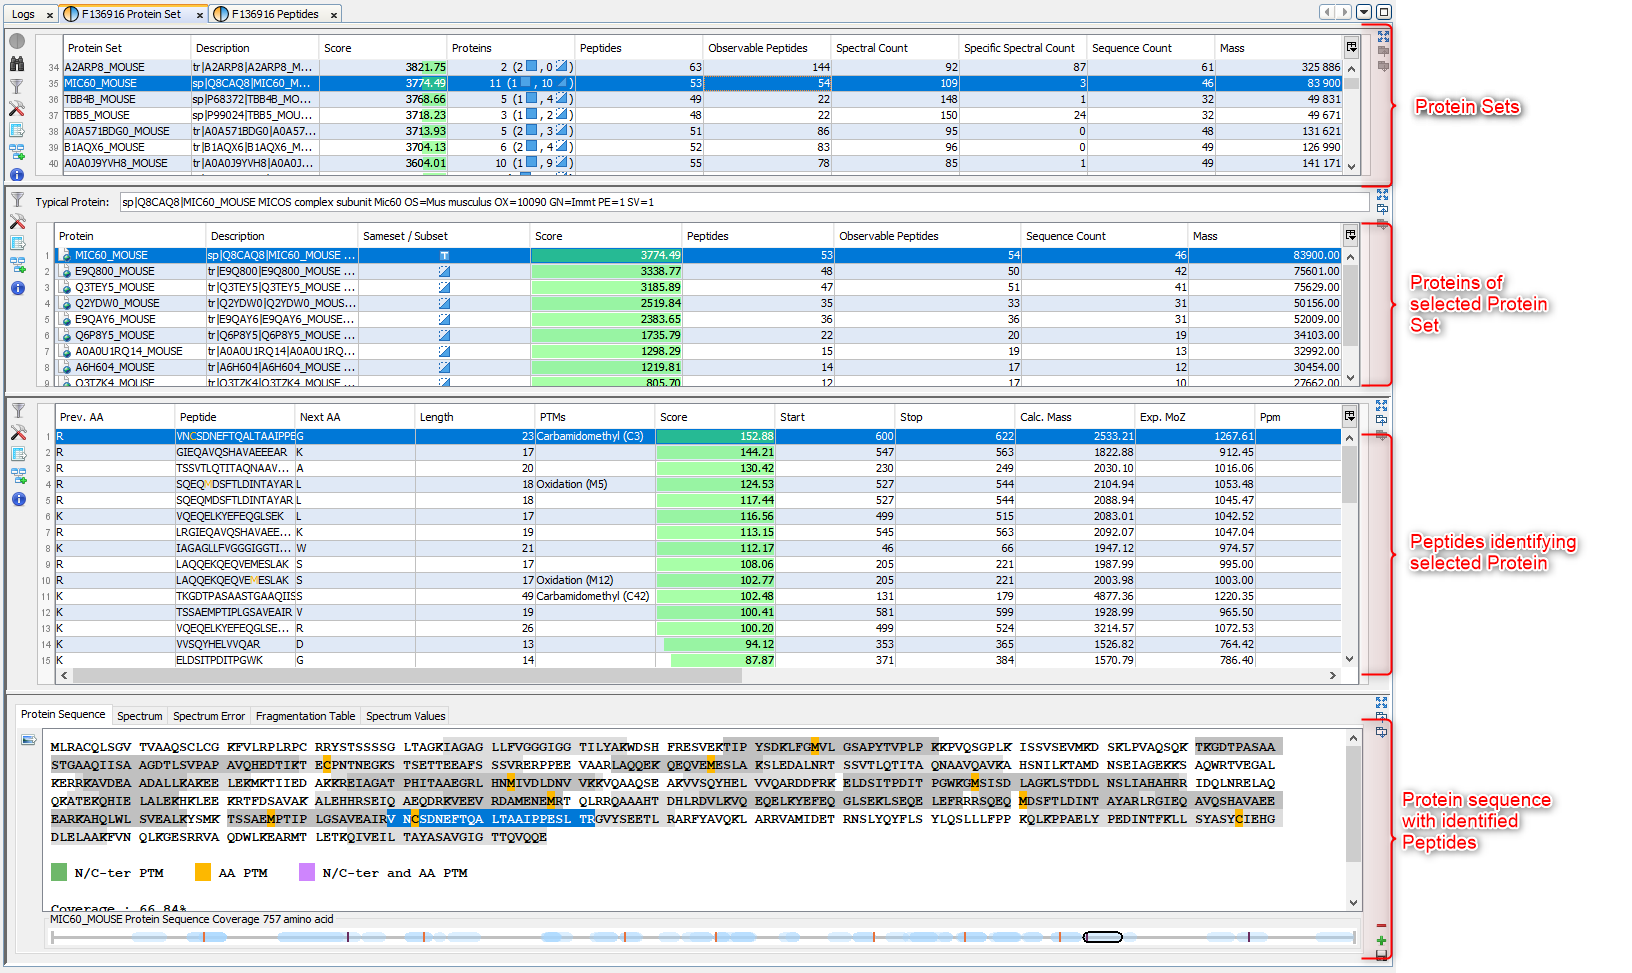 Logs × F136916 Protein Set × F136916 Peptides ×
Protein Set Description Score Proteins Peptides Observable Peptides Spectral Count Specific Spectral Count Sequence Count Mass
34 A2ARP8_MOUSE tr|A2ARP8|A2ARP8_M... 3821.75 2 (2 , 0 ) 63 144 92 87 61 325 886
35 MIC60_MOUSE sp|Q8CAQ8|MIC60_M... 3774.49 11 (1 , 10 ) 53 54 109 3 46 83 900
36 TBB4B_MOUSE sp|P68372|TBB4B_M... 3768.66 5 (1 , 4 ) 49 22 148 1 32 49 831
37 TBB5_MOUSE sp|P99024|TBB5_MOU... 3718.23 3 (1 , 2 ) 48 22 150 24 32 49 671
38 A0A571BDG0_MOUSE tr|A0A571BDG0|A0A57... 3713.93 5 (2 , 3 ) 51 86 95 0 48 131 621
39 B1AQX6_MOUSE tr|B1AQX6|B1AQX6_M... 3704.13 6 (2 , 4 ) 52 83 96 0 49 126 990
40 A0A0J9YVH8_MOUSE tr|A0A0J9YVH8|A0A0J... 3604.01 10 (1 , 9 ) 55 78 85 1 49 141 171
Protein Sets
Typical Protein: sp|Q8CAQ8|MIC60_MOUSE MICOS complex subunit Mic60 OS=Mus musculus OX=10090 GN=Immt PE=1 SV=1
Protein Description Sameset / Subset Score Peptides Observable Peptides Sequence Count Mass
1 MIC60_MOUSE sp|Q8CAQ8|MIC60_MOUSE ... T 3774.49 53 54 46 83900.00
2 E9Q800_MOUSE tr|E9Q800|E9Q800_MOUSE ... 3338.77 48 50 42 75601.00
3 Q3TEY5_MOUSE tr|Q3TEY5|Q3TEY5_MOUSE ... 3185.89 47 51 41 75629.00
4 Q2YDW0_MOUSE tr|Q2YDW0|Q2YDW0_MOUS... 2519.84 35 33 31 50156.00
5 E9QAY6_MOUSE tr|E9QAY6|E9QAY6_MOUSE... 2383.65 36 36 31 52009.00
6 Q6P8Y5_MOUSE tr|Q6P8Y5|Q6P8Y5_MOUSE ... 1735.79 22 20 19 34103.00
7 A0A0U1RQ14_MOUSE tr|A0A0U1RQ14|A0A0U1R... 1298.29 15 19 13 32992.00
8 A6H604_MOUSE tr|A6H604|A6H604_MOUSE ... 1219.81 14 17 12 30454.00
9 Q3TZK4_MOUSE tr|Q3TZK4|Q3TZK4_MOUSE ... 805.70 12 17 10 27662.00
Proteins of
selected Protein
Set
Prev. AA Peptide Next AA Length PTMs Score Start Stop Calc. Mass Exp. MoZ Ppm
1 R VNCSDNEFTQALTAAIPPE G 23 Carbamidomethyl (C3) 152.88 600 622 2533.21 1267.61
2 R GIEQAVQSHAVAEEEAR K 17 144.21 547 563 1822.88 912.45
3 R TSSVTLQTITAQNAAV... A 20 130.42 230 249 2030.10 1016.06
4 R SQEQMDSFTLDINTAYAR L 18 Oxidation (M5) 124.53 527 544 2104.94 1053.48
5 R SQEQMDSFTLDINTAYAR L 18 117.44 527 544 2088.94 1045.47
6 K VQEQELKYEFEQGLSEK L 17 116.56 499 515 2083.01 1042.52
7 R LRGIEQAVQSHAVAEE... K 19 113.15 545 563 2092.07 1047.04
8 K IAGAGLLFVGGGIGGTI... W 21 112.17 46 66 1947.12 974.57
9 R LAQQEKQEQVEMESLAK S 17 108.06 205 221 1987.99 995.00
10 R LAQQEKQEQVEMESLAK S 17 Oxidation (M12) 102.77 205 221 2003.98 1003.00
11 K TKGDTPASAASTGAAQIIS S 49 Carbamidomethyl (C42) 102.48 131 179 4877.36 1220.35
12 K TSSAEMPTIPLGSAVEAIR V 19 100.41 581 599 1928.99 965.50
13 K VQEQELKYEFEQGLSE... R 26 100.20 499 524 3214.57 1072.53
14 K VVSQYHELVVQAR D 13 94.12 353 365 1526.82 764.42
15 K ELDSITPDITPGWK G 14 87.87 371 384 1570.79 786.40
Peptides identifying
selected Protein
Protein Sequence Spectrum Spectrum Error Fragmentation Table Spectrum Values
MLRACQLSGV TVAAQSCLCG KFVLRPLRPC RRYSTSSSSG LTAGKIAGAG LLFVGGGIGG TILYAKWDSH FRESVEKTIP YSDKLFGMVL GSAPYTVPLP KKPVQSGPLK ISSVSEVMKD SKLPVAQSQK TKGDTPASAA
STGAAQIISA AGDTLSVPAP AVQHEDTIKT ECPNTNEGKS TSETTEEAFS SSVRERPPEE VAARLAQQEK QEQVEMESLA KSLEDALNRT SSVTLQTITA QNAAVQAVKA HSNILKTAMD NSEIAGEKKS AQWRTVEGAL
KERRKAVDEA ADALLKAKEE LEKMKTIIED AKKREIAGAT PHITAAEGRL HNMIVDLDNV VKKVQAAQSE AKVVSQYHEL VVQARDDFRK ELDSITPDIT PGWKGMSISD LAGKLSTDDL NSLIAHAHRR IDQLNRELAQ
QKATEKQHIE LALEKHKLEE KRTFDSAVAK ALEHHRSEIQ AEQDRKVEEV RDAMENEMRT QLRRQAAAHT DHLRDVLKVQ EQELKYEFEQ GLSEKLSEQE LEFRRRSQEQ MDSFTLDINT AYARLRGIEQ AVQSHAVAEE
EARKAHQLWL SVEALKYSMK TSSAEMPTIP LGSAVEAIRV NCSDNEFTQA LTAAIPPESL TRGVYSEETL RARFYAVQKL ARRVAMIDET RNSLYQYFLS YLQSLLLFPP KQLKPPAELY PEDINTFKLL SYASYCIEHG
DLELAAKFVN QLKGESRRVA QDWLKEARMT LETKQIVEIL TAYASAVGIG TTQVQQE
N/C-ter PTM AA PTM N/C-ter and AA PTM
Coverage : 66.84%
MIC60_MOUSE Protein Sequence Coverage 757 amino acid
Protein sequence
with identified
Peptides